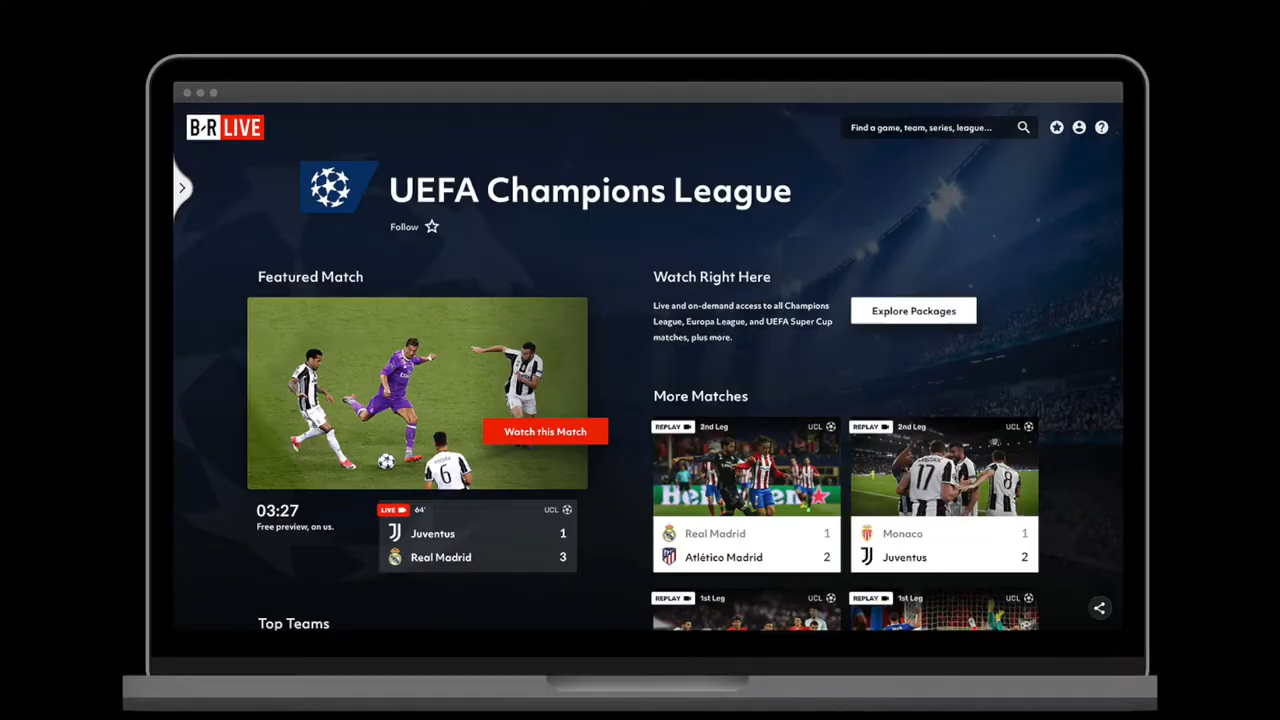 B/R LIVE
Find a game, team, series, league...
UEFA Champions League
Follow
Featured Match
Watch this Match
03:27
Free preview, on us.
LIVE 64' UCL
Juventus 1
Real Madrid 3
Top Teams
Watch Right Here
Live and on-demand access to all Champions
League, Europa League, and UEFA Super Cup
matches, plus more.
Explore Packages
More Matches
REPLAY 2nd Leg UCL
Real Madrid 1
Atlético Madrid 2
REPLAY 2nd Leg UCL
17
8
Monaco 1
Juventus 2
REPLAY 1st Leg UCL
REPLAY 1st Leg UCL
6